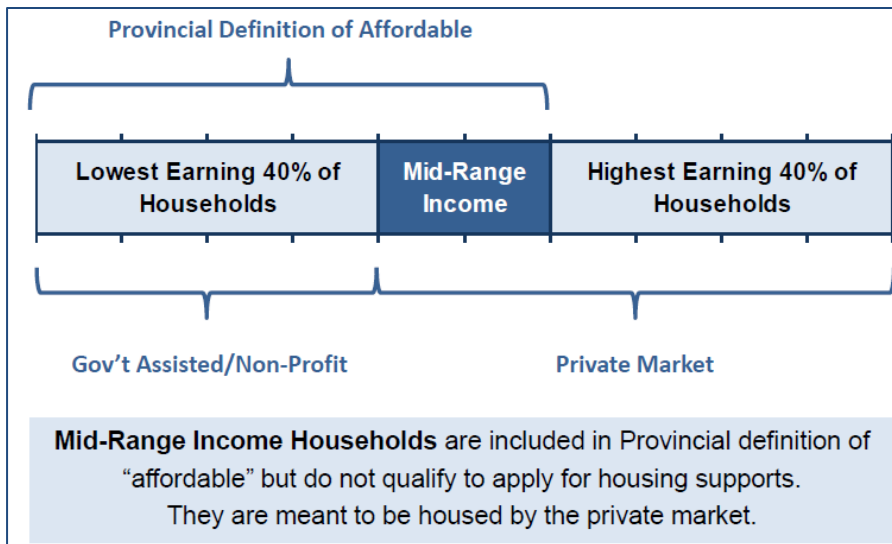 Provincial Definition of Affordable
Lowest Earning 40% of
Households
Mid-Range
Income
Highest Earning 40% of
Households
Gov't Assisted/Non-Profit
Private Market
Mid-Range Income Households are included in Provincial definition of
“affordable” but do not qualify to apply for housing supports.
They are meant to be housed by the private market.